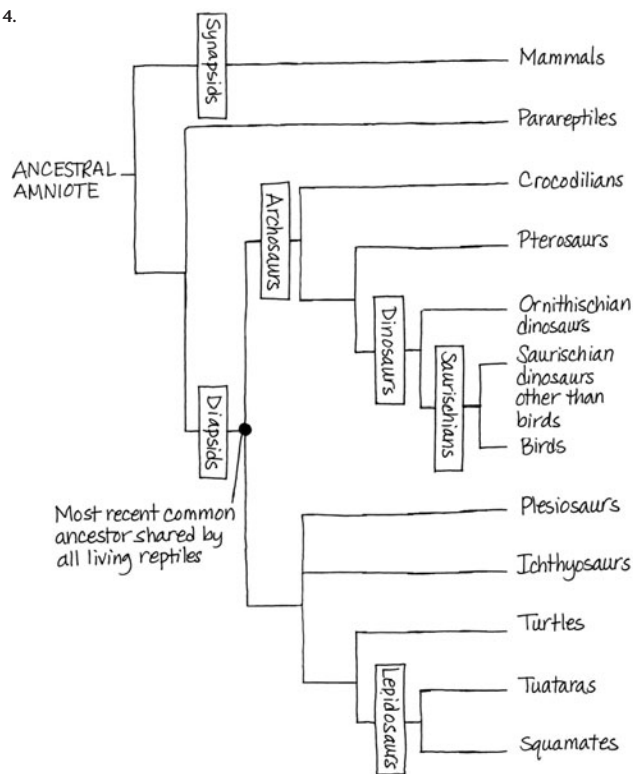 4.
Synapsids
Mammals
Parareptiles
ANCESTRAL
AMNIOTE
Archosaurs
Crocodilians
Pterosaurs
Dinosaurs
Ornithischian
dinosaurs
Saurischians
Saurischian
dinosaurs
other than
birds
Birds
Diapsids
Most recent common
ancestor shared by
all living reptiles
Plesiosaurs
Ichthyosaurs
Turtles
Lepidosaurs
Tuataras
Squamates